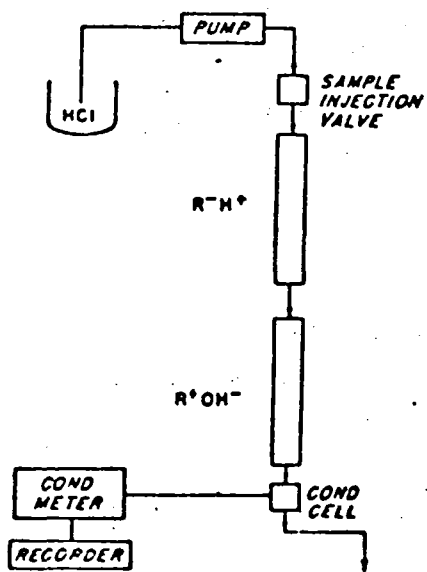 PUMP
HCl
SAMPLE
INJECTION
VALVE
R⁻H⁺
R⁺OH⁻
COND
METER
COND
CELL
RECORDER